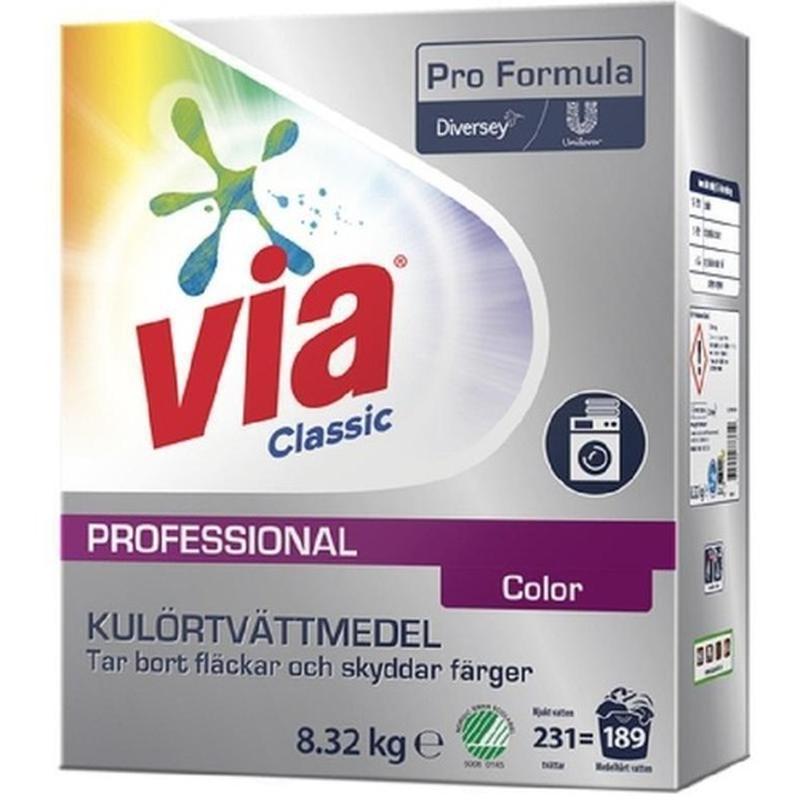 Pro Formula
Diversey
Unilever
via®
Classic
PROFESSIONAL
Color
KULÖRTVÄTTMEDEL
Tar bort fläckar och skyddar färger
8.32 kg ℮
Mjukt vatten
231=189
tvättar
Medelhårt vatten